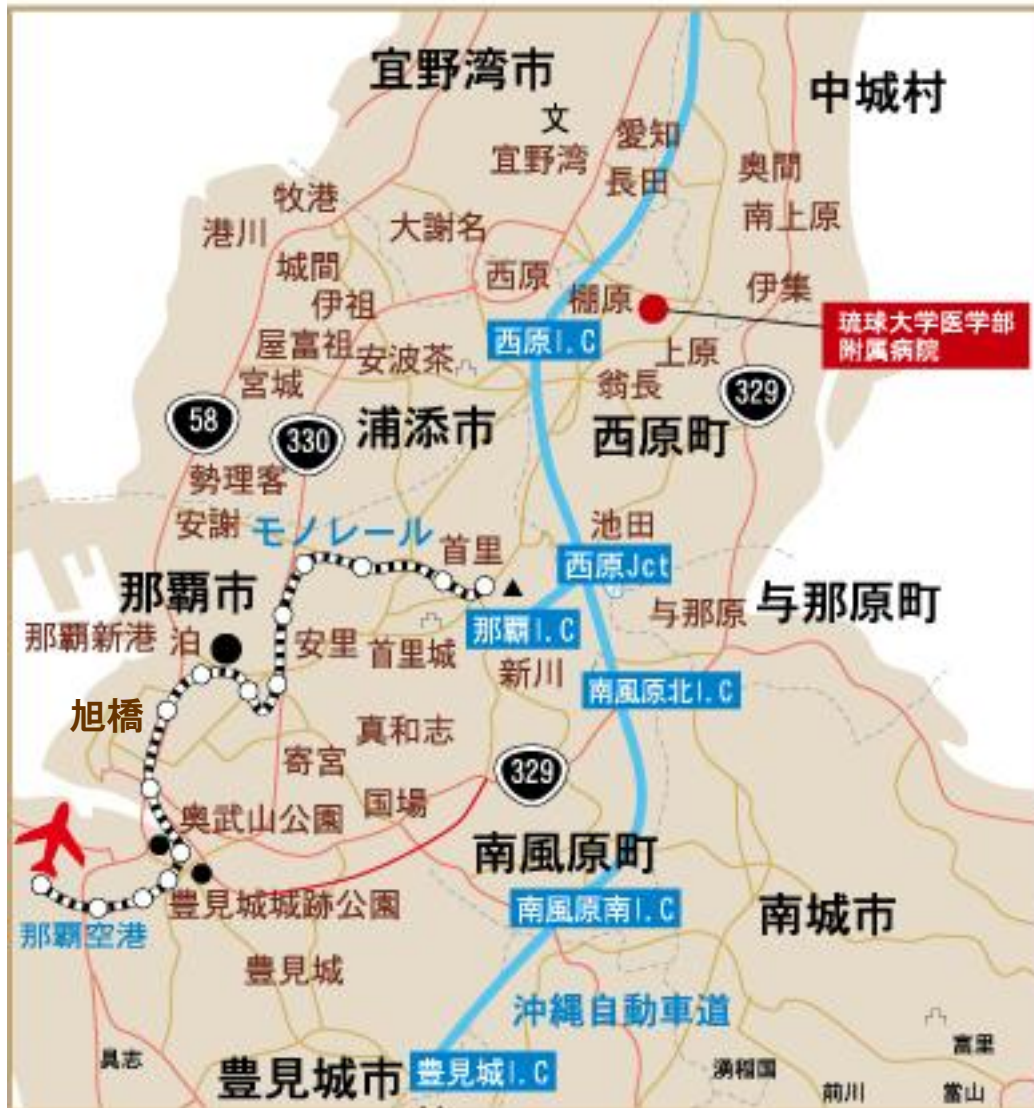 宜野湾市
中城村
文
愛知
宜野湾
長田
奥間
牧港
港川
大謝名
南上原
城間
西原
伊祖
棚原
伊集
琉球大学医学部
附属病院
西原I.C
屋富祖
安波茶
上原
宮城
翁長
329
58
330
浦添市
西原町
勢理客
安謝
モノレール
首里
池田
西原Jct
那覇市
那覇I.C
与那原
与那原町
那覇新港
泊
安里
首里城
新川
南風原北I.C
旭橋
真和志
寄宮
329
奥武山公園
国場
南風原町
豊見城城跡公園
南風原南I.C
南城市
那覇空港
豊見城
沖縄自動車道
具志
豊見城市
豊見城I.C
湧稲国
富里
前川
當山